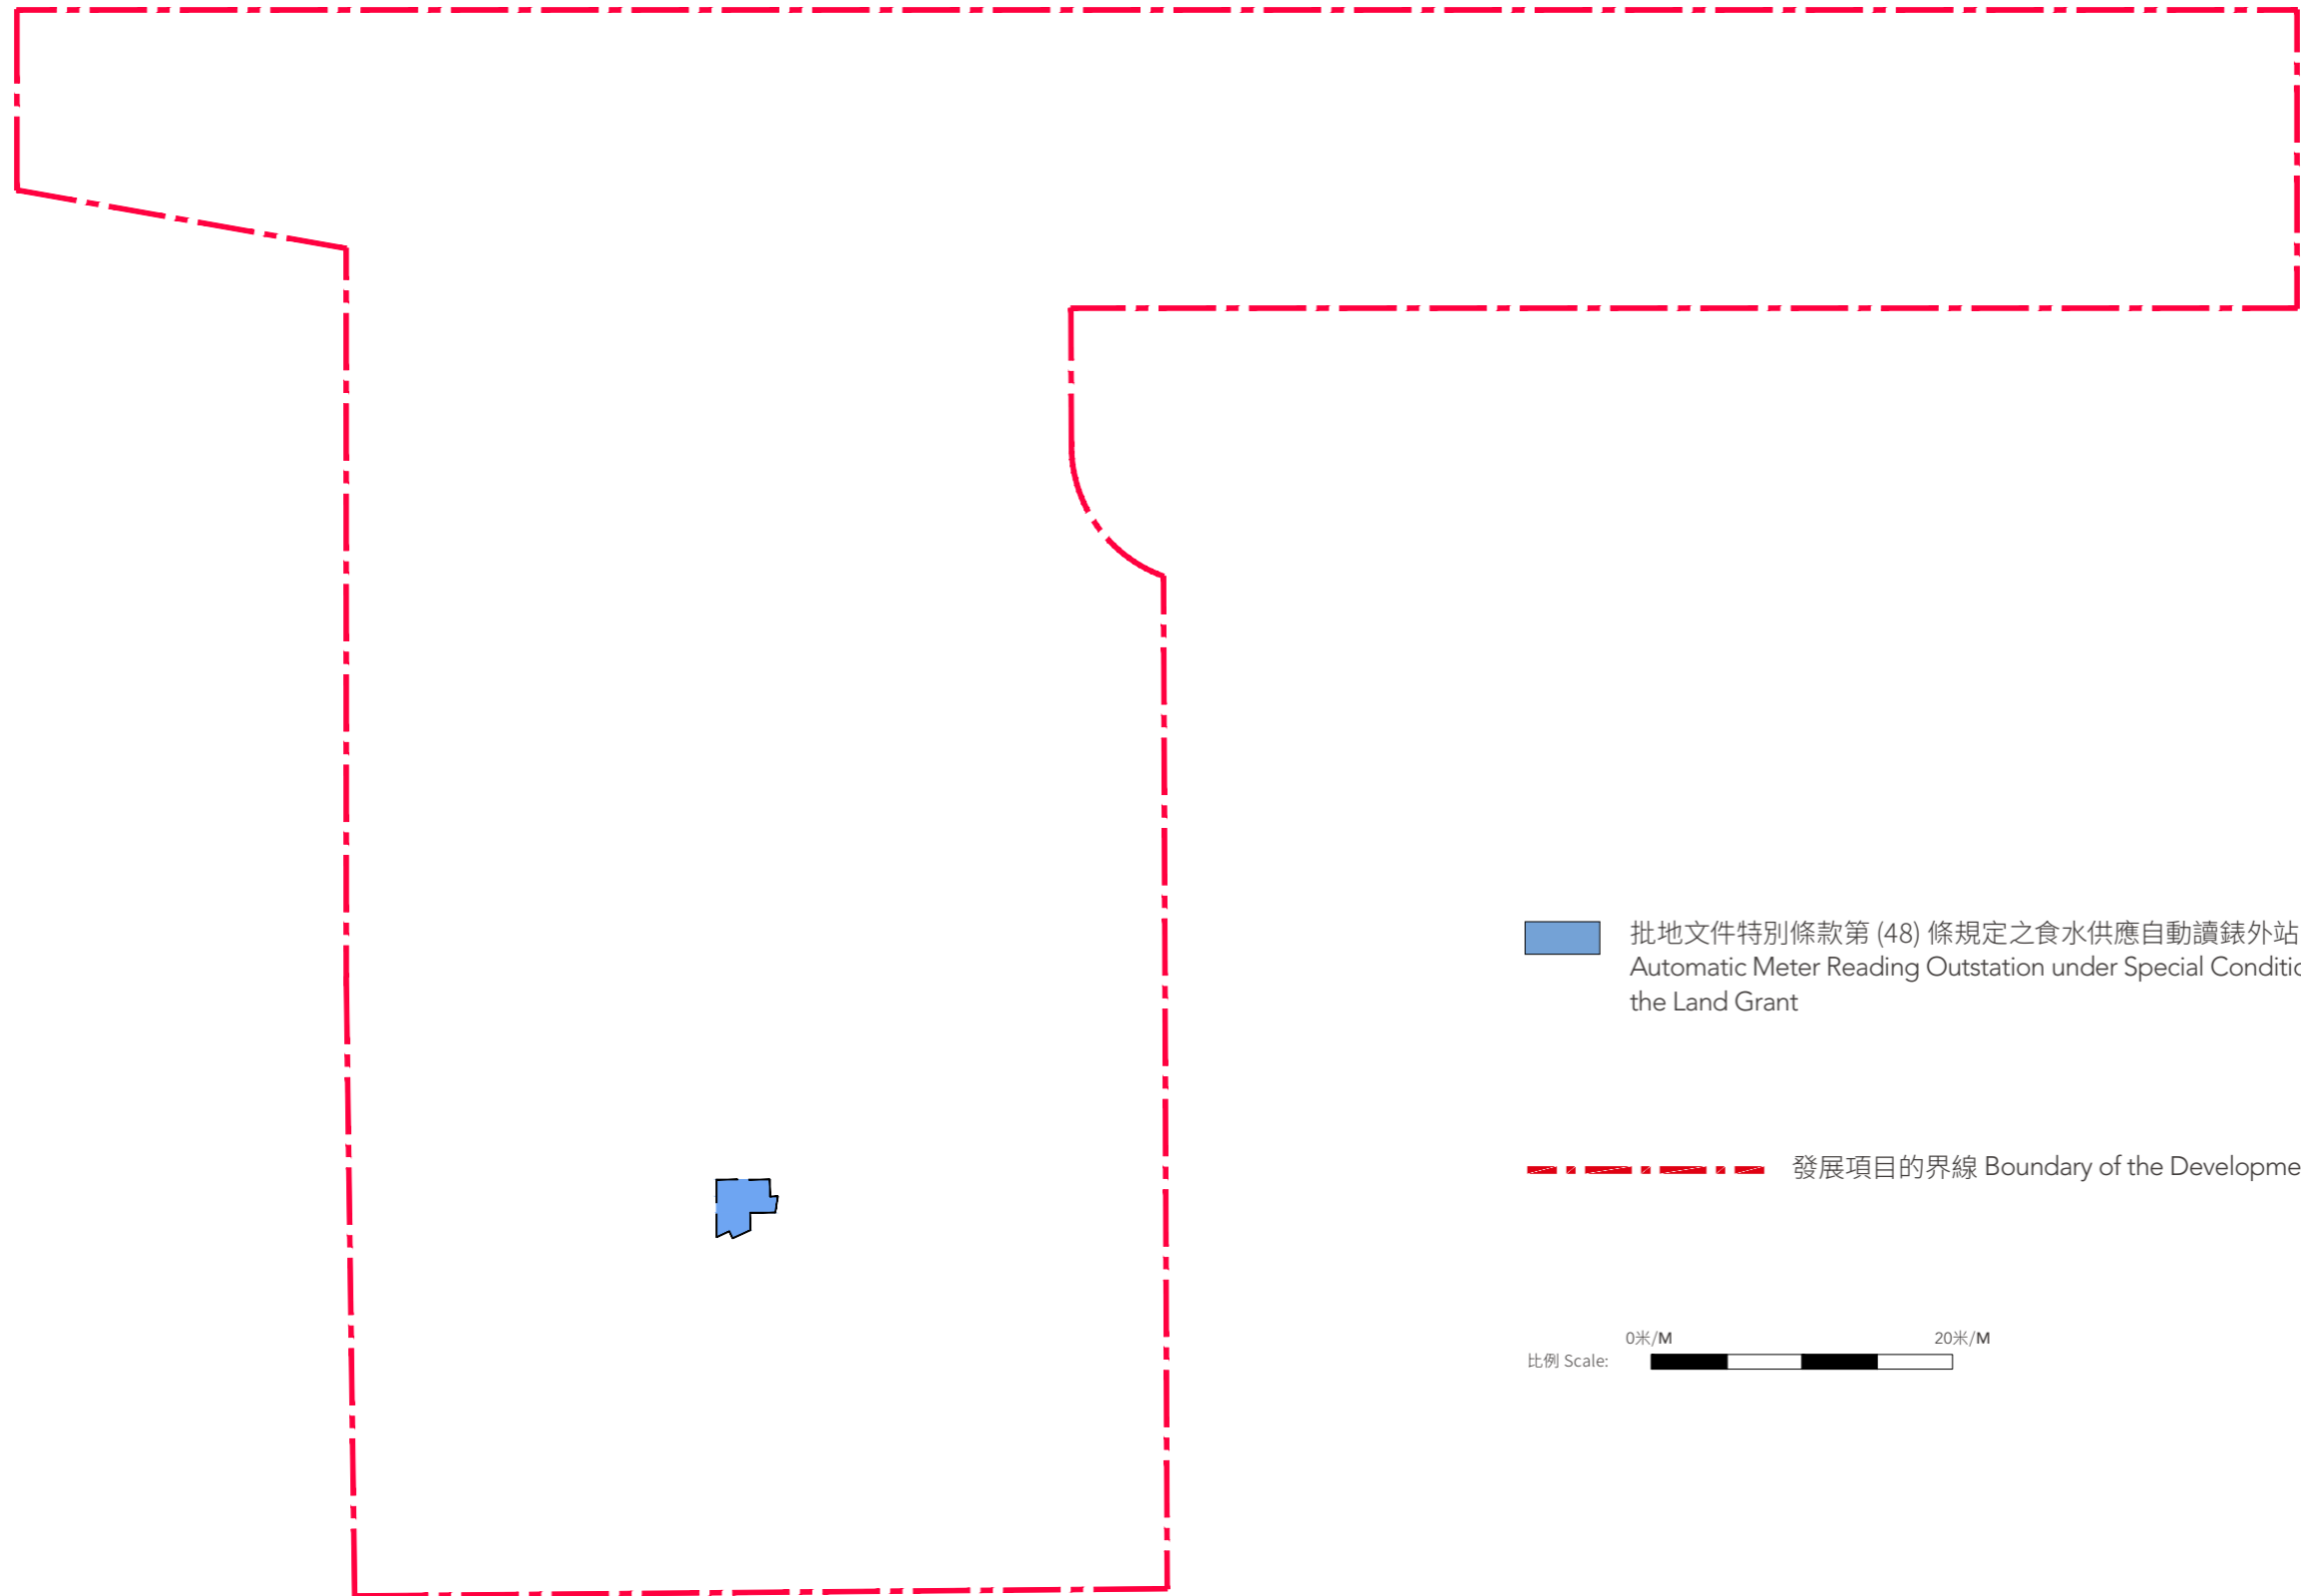 批地文件特別條款第 (48) 條規定之食水供應自動讀錶外站
Automatic Meter Reading Outstation under Special
the Land Grant
發展項目的界線 Boundary of the
0米/M 20米/M
比例 Scale: